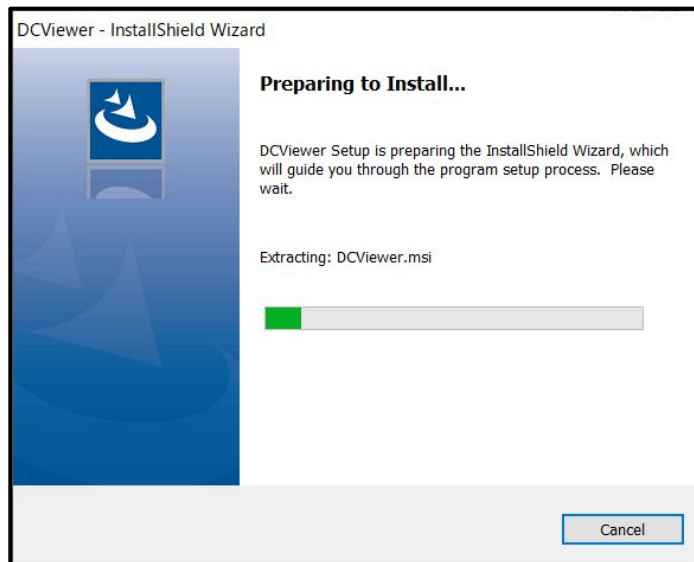 DCViewer - InstallShield Wizard
Preparing to Install...
DCViewer Setup is preparing the InstallShield Wizard, which
will guide you through the program setup process.  Please
wait.
Extracting: DCViewer.msi
Cancel